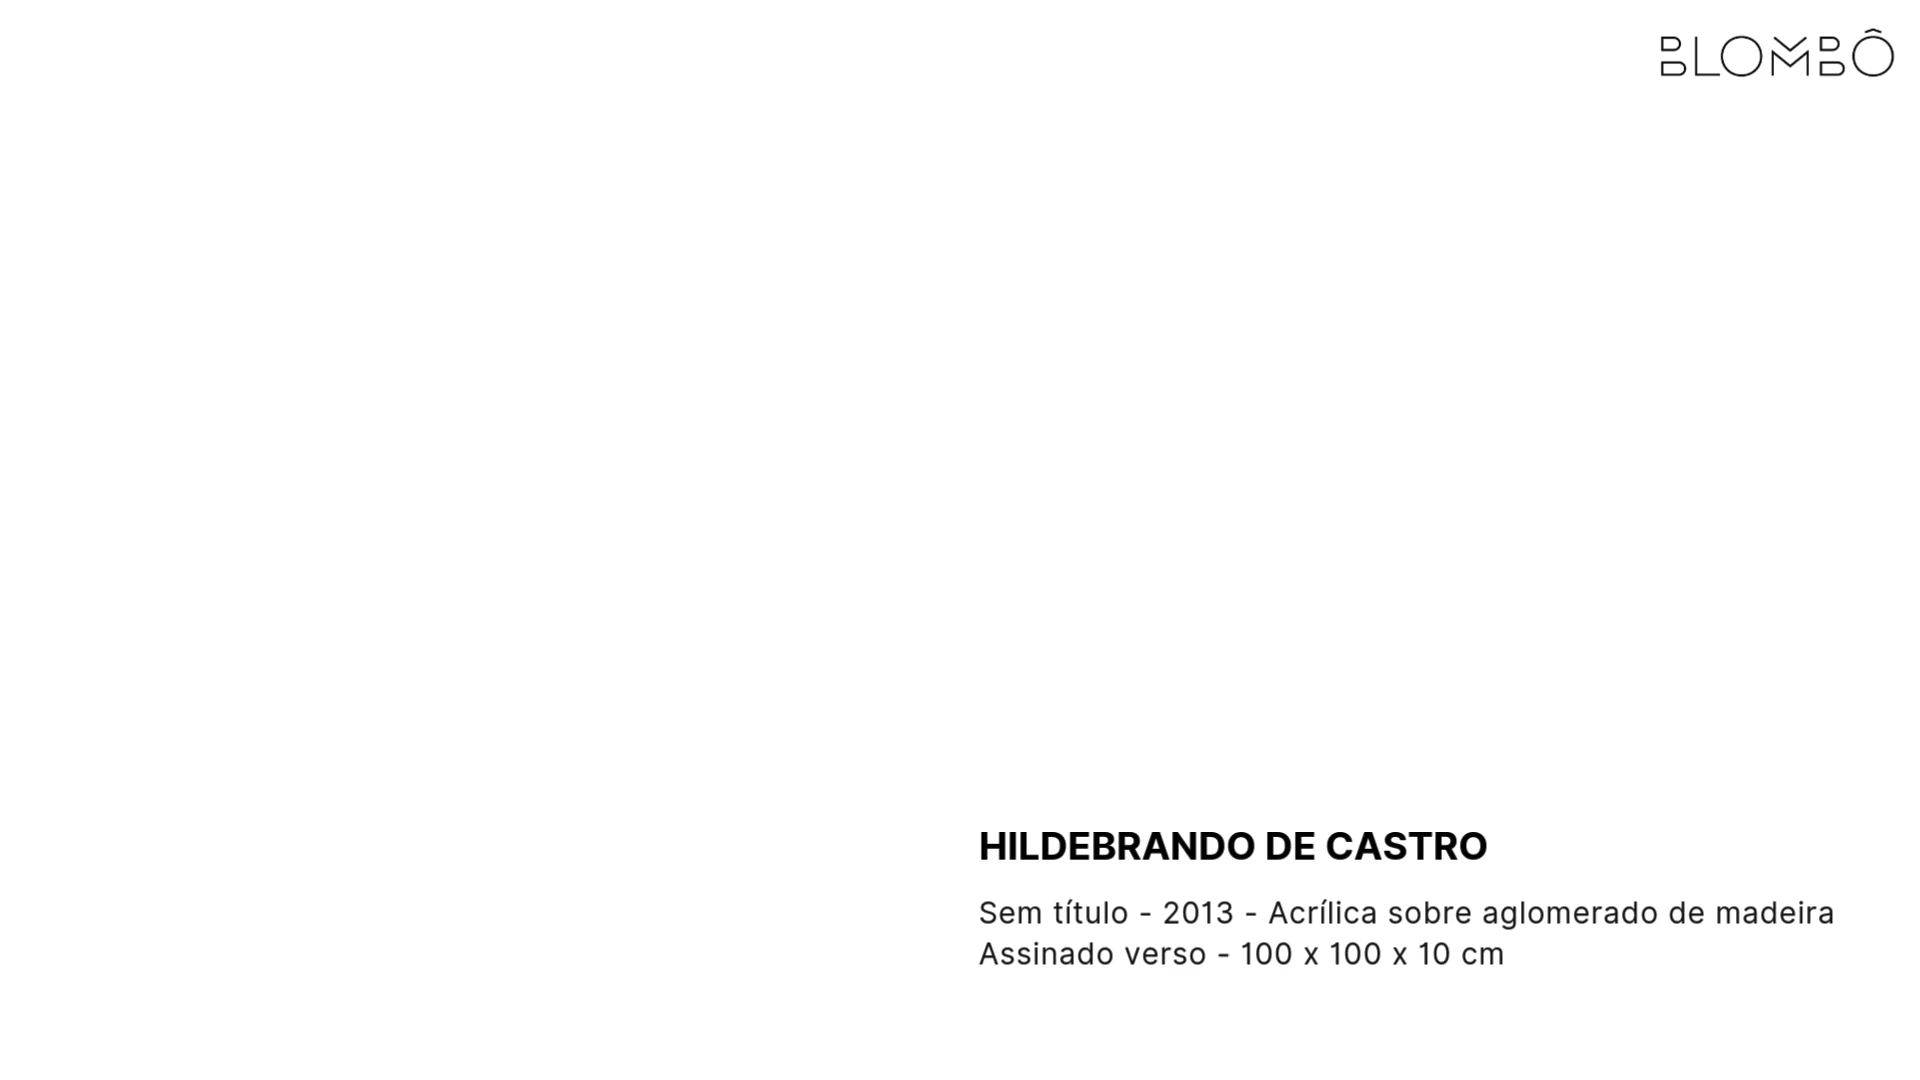 BLOMBÔ
HILDEBRANDO DE CASTRO
Sem título - 2013 - Acrílica sobre aglomerado de madeira
Assinado verso - 100 x 100 x 10 cm